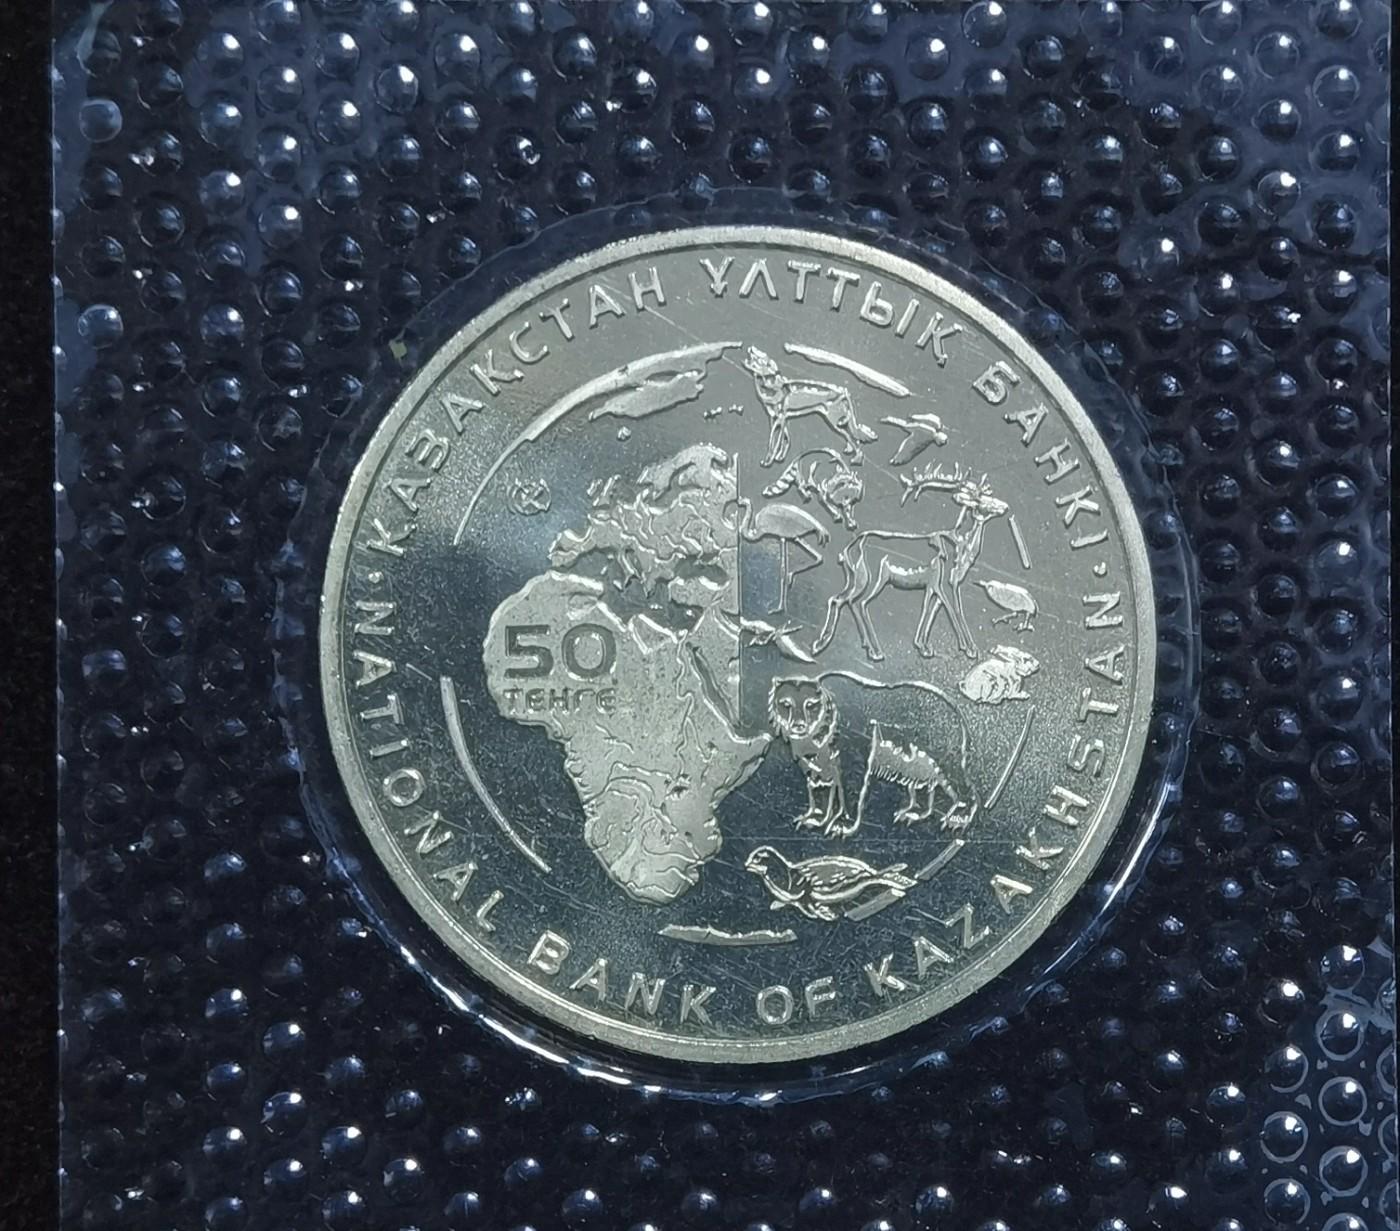 ҚАЗАҚСТАН ҰЛТТЫҚ БАНКІ
NATIONAL BANK OF KAZAKHSTAN
50
ТЕНГЕ